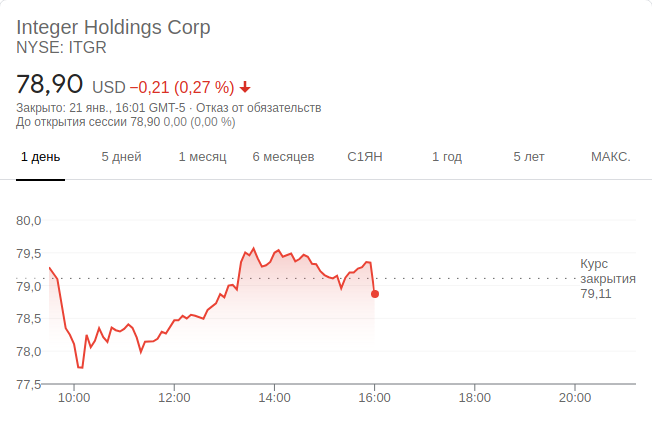 Integer Holdings Corp
NYSE: ITGR
78,90 USD −0,21 (0,27 %)
Закрыто: 21 янв., 16:01 GMT-5 · Отказ от обязательств
До открытия сессии 78,90 0,00 (0,00 %)
1 день 5 дней 1 месяц 6 месяцев С1ЯН 1 год 5 лет МАКС.
80,0
79,5
79,0
78,5
78,0
77,5
Курс
закрытия
79,11
10:00 12:00 14:00 16:00 18:00 20:00